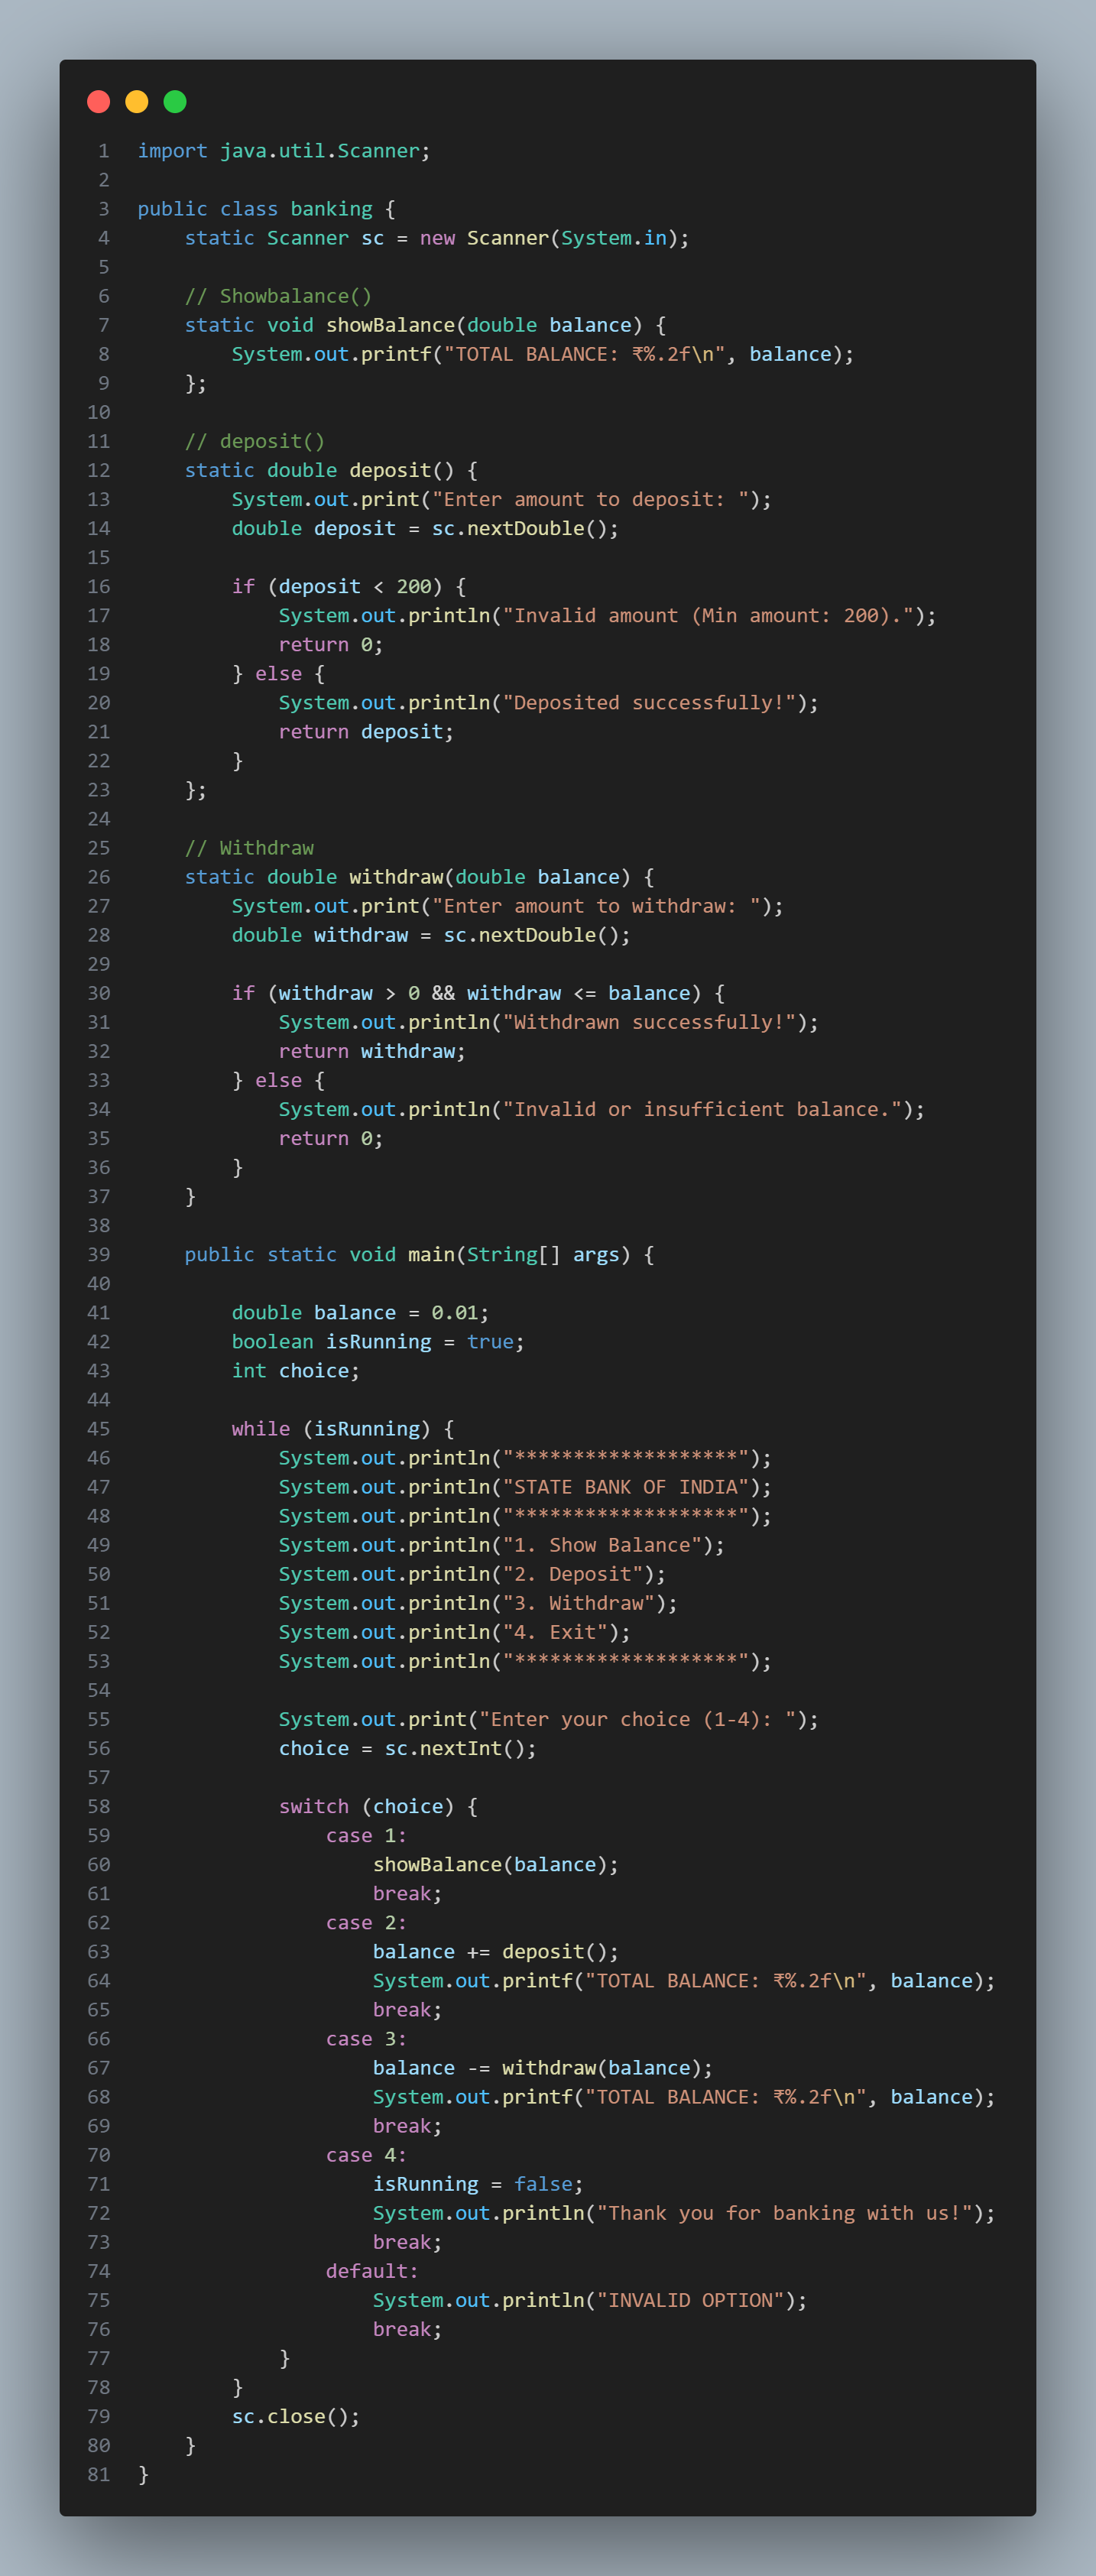 1 import java.util.Scanner;
2
3 public class banking {
4     static Scanner sc = new Scanner(System.in);
5
6     // Showbalance()
7     static void showBalance(double balance) {
8         System.out.printf("TOTAL BALANCE: ₹%.2f\n", balance);
9     };
10
11     // deposit()
12     static double deposit() {
13         System.out.print("Enter amount to deposit: ");
14         double deposit = sc.nextDouble();
15
16         if (deposit < 200) {
17             System.out.println("Invalid amount (Min amount: 200).");
18             return 0;
19         } else {
20             System.out.println("Deposited successfully!");
21             return deposit;
22         }
23     };
24
25     // Withdraw
26     static double withdraw(double balance) {
27         System.out.print("Enter amount to withdraw: ");
28         double withdraw = sc.nextDouble();
29
30         if (withdraw > 0 && withdraw <= balance) {
31             System.out.println("Withdrawn successfully!");
32             return withdraw;
33         } else {
34             System.out.println("Invalid or insufficient balance.");
35             return 0;
36         }
37     }
38
39     public static void main(String[] args) {
40
41         double balance = 0.01;
42         boolean isRunning = true;
43         int choice;
44
45         while (isRunning) {
46             System.out.println("*******************");
47             System.out.println("STATE BANK OF INDIA");
48             System.out.println("*******************");
49             System.out.println("1. Show Balance");
50             System.out.println("2. Deposit");
51             System.out.println("3. Withdraw");
52             System.out.println("4. Exit");
53             System.out.println("*******************");
54
55             System.out.print("Enter your choice (1-4): ");
56             choice = sc.nextInt();
57
58             switch (choice) {
59                 case 1:
60                     showBalance(balance);
61                     break;
62                 case 2:
63                     balance += deposit();
64                     System.out.printf("TOTAL BALANCE: ₹%.2f\n", balance);
65                     break;
66                 case 3:
67                     balance -= withdraw(balance);
68                     System.out.printf("TOTAL BALANCE: ₹%.2f\n", balance);
69                     break;
70                 case 4:
71                     isRunning = false;
72                     System.out.println("Thank you for banking with us!");
73                     break;
74                 default:
75                     System.out.println("INVALID OPTION");
76                     break;
77             }
78         }
79         sc.close();
80     }
81 }